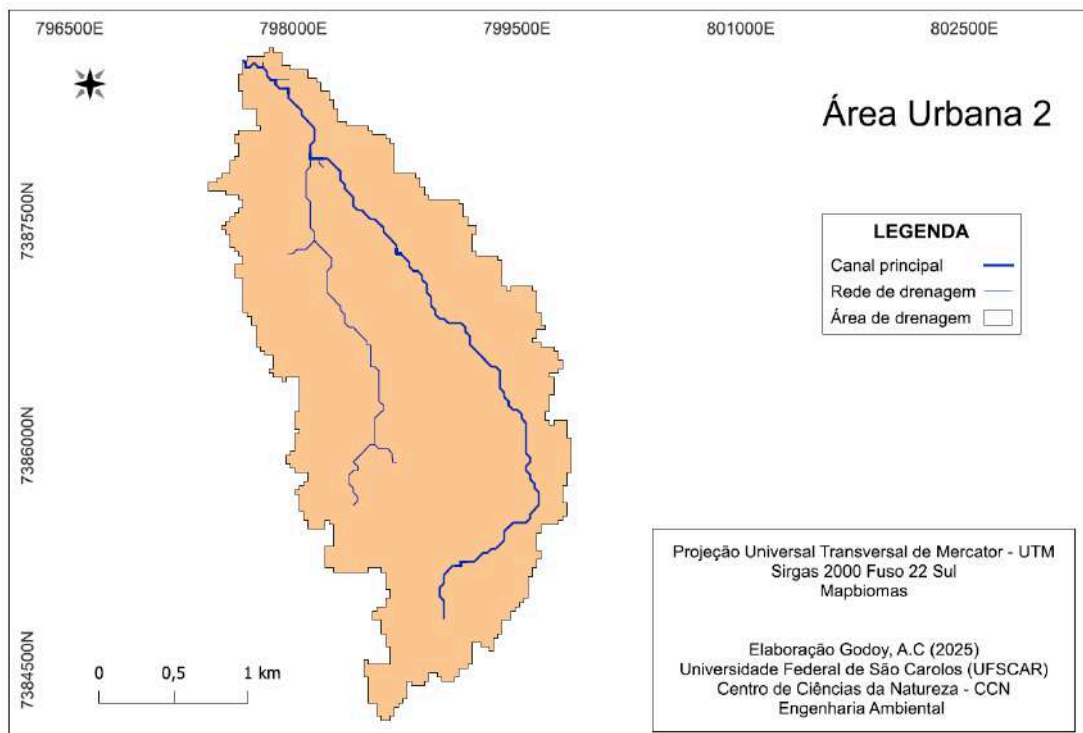 796500E 798000E 799500E 801000E 802500E
Área Urbana 2
7387500N
LEGENDA
Canal principal
Rede de drenagem
Área de drenagem
7386000N
7384500N
0 0,5 1 km
Projeção Universal Transversal de Mercator - UTM
Sirgas 2000 Fuso 22 Sul
Mapbiomas
Elaboração Godoy, A.C (2025)
Universidade Federal de São Carolos (UFSCAR)
Centro de Ciências da Natureza - CCN
Engenharia Ambiental